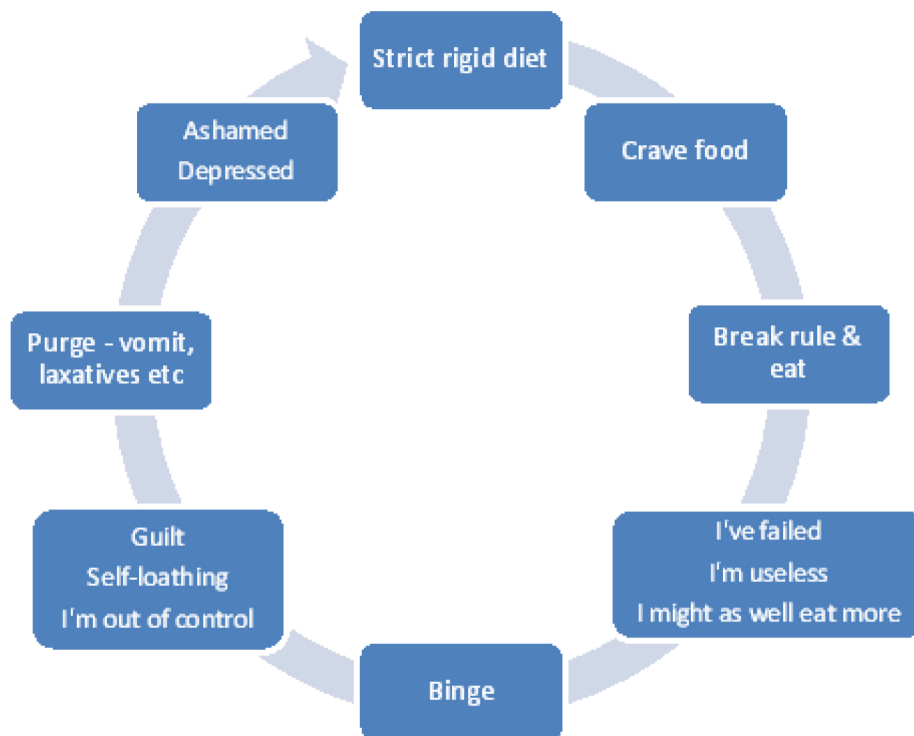 Strict rigid diet
Crave food
Break rule &
eat
I've failed
I'm useless
I might as well eat more
Binge
Guilt
Self-loathing
I'm out of control
Purge - vomit,
laxatives etc
Ashamed
Depressed